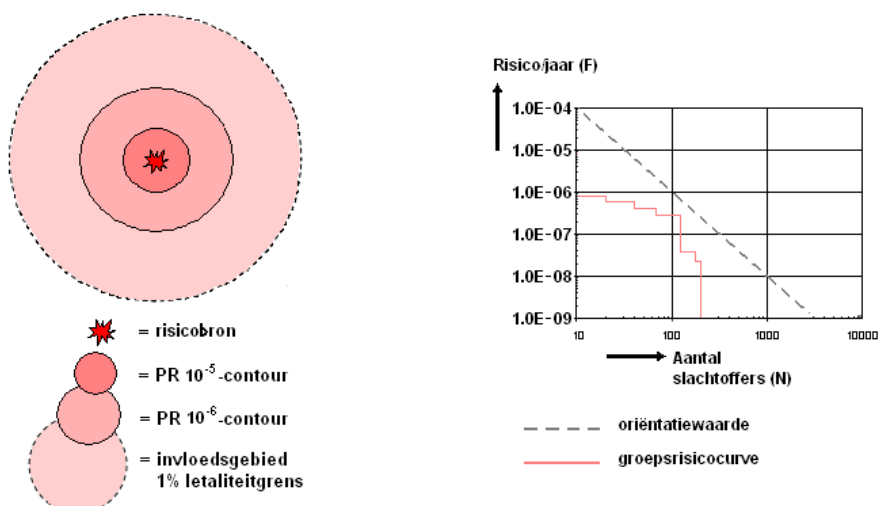 = risicobron
= PR 10⁻⁵-contour
= PR 10⁻⁶-contour
= invloedsgebied
1% letaliteitgrens
Risico/jaar (F)
1.0E-04
1.0E-05
1.0E-06
1.0E-07
1.0E-08
1.0E-09
10 100 1000 10000
Aantal
slachtoffers (N)
oriëntatiewaarde
groepsrisicocurve